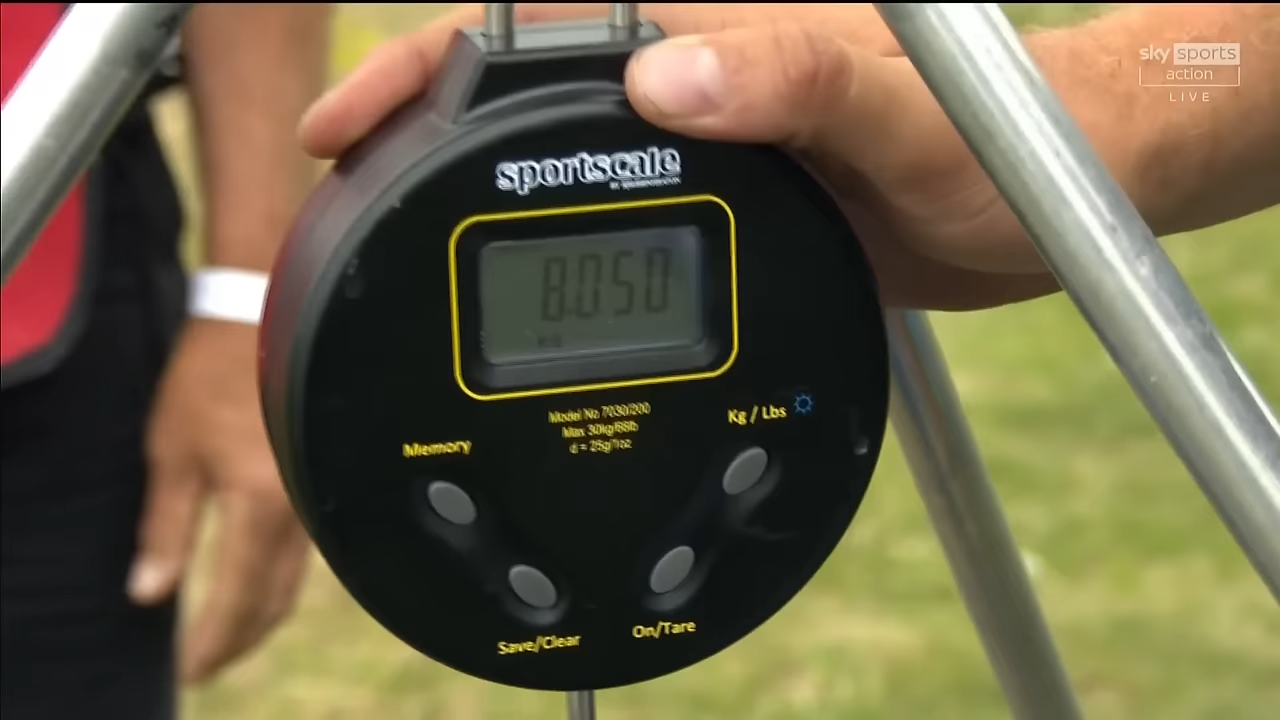 sky sports
action
LIVE
sportscale
8.050
Model No 7030/200
Max 30kg/66lb
d = 25g/1oz
Kg / Lbs
Memory
Save/Clear
On/Tare